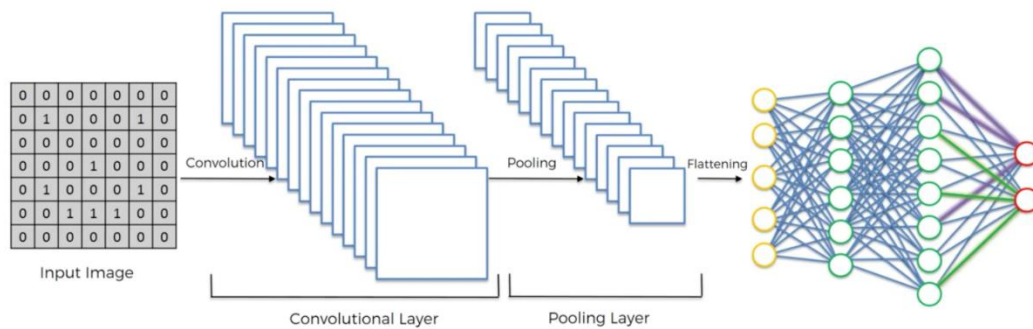 0 0 0 0 0 0 0
0 1 0 0 0 1 0
0 0 0 0 0 0 0
0 0 0 1 0 0 0
0 1 0 0 0 1 0
0 0 1 1 1 0 0
0 0 0 0 0 0 0
Input Image
Convolution
Convolutional Layer
Pooling
Pooling Layer
Flattening